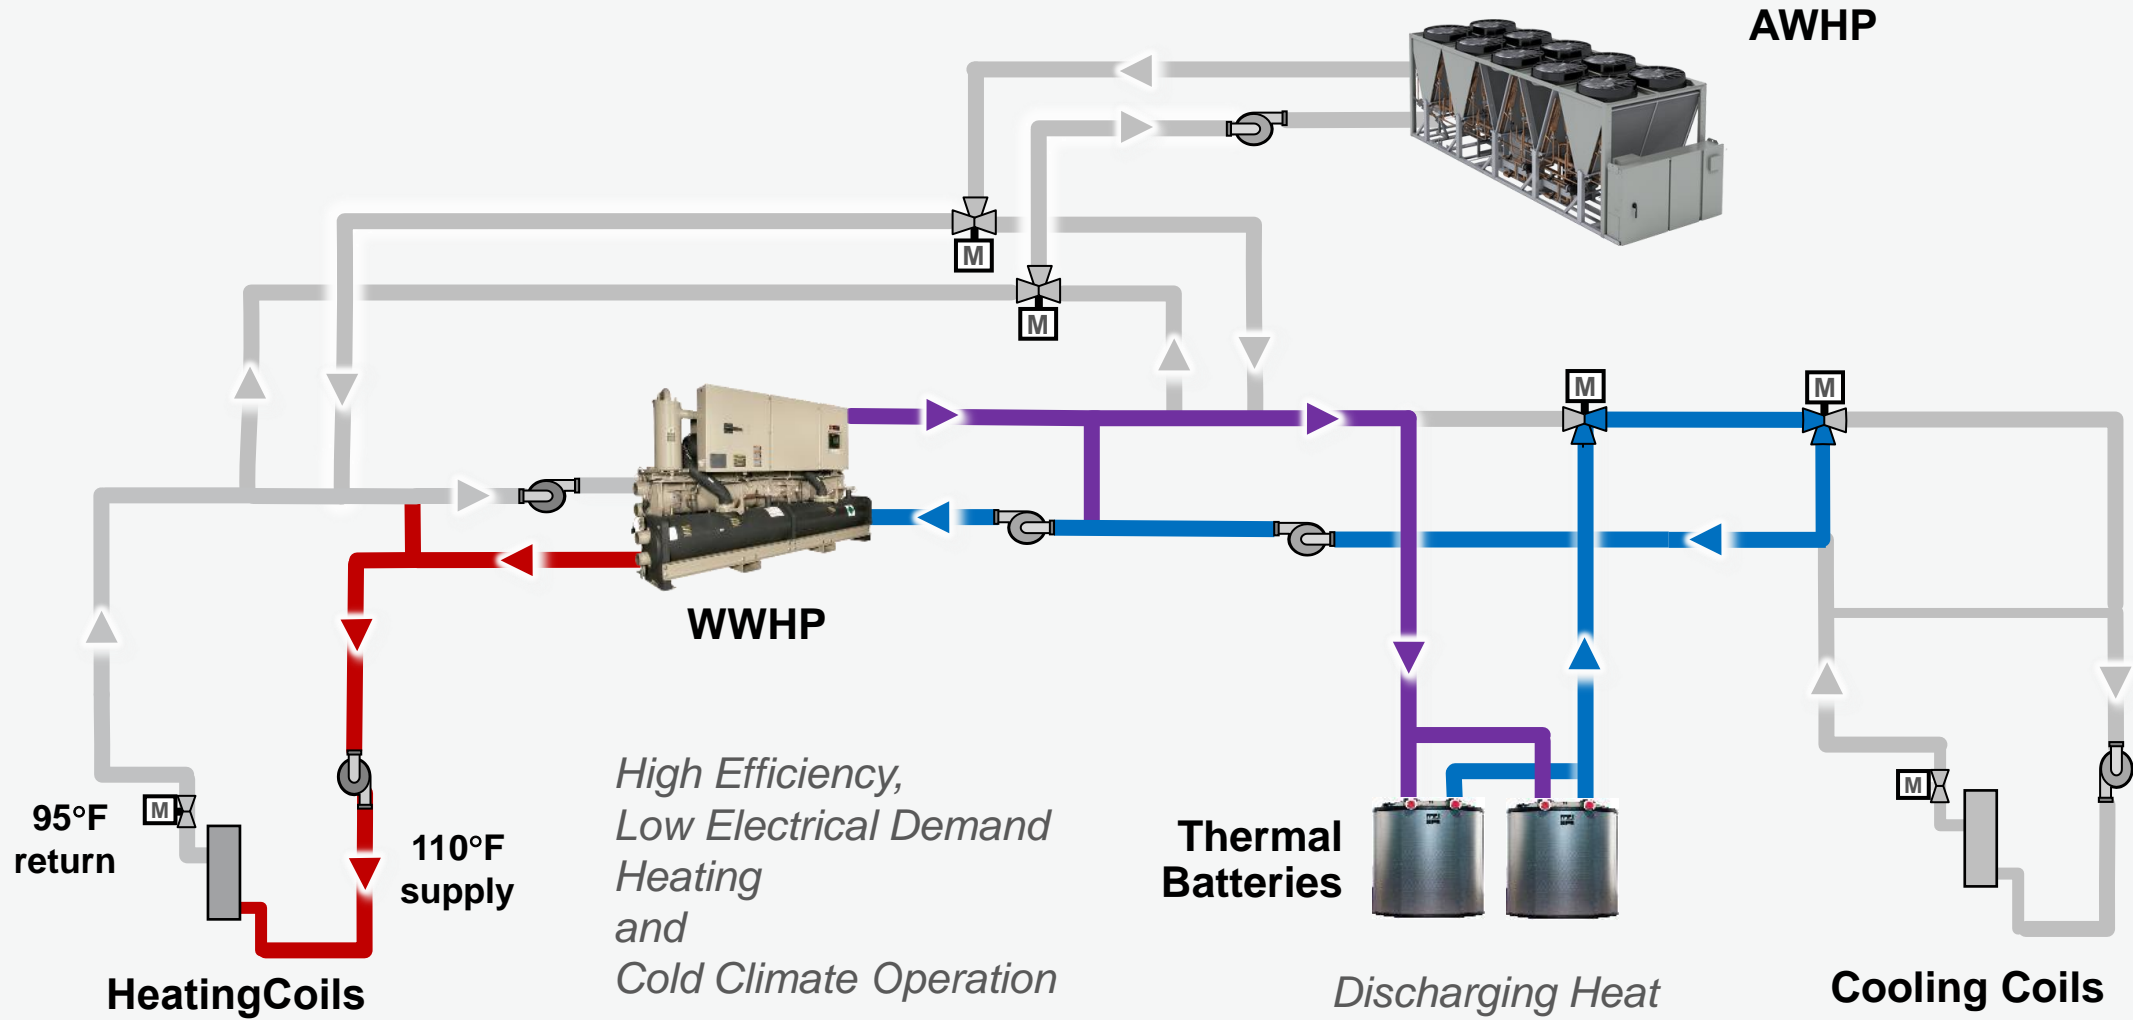 AWHP
M
M
M
M
WWHP
95°F
return
M
110°F
supply
High Efficiency,
Low Electrical Demand
Heating
and
Cold Climate Operation
Thermal
Batteries
M
HeatingCoils
Discharging Heat
Cooling Coils